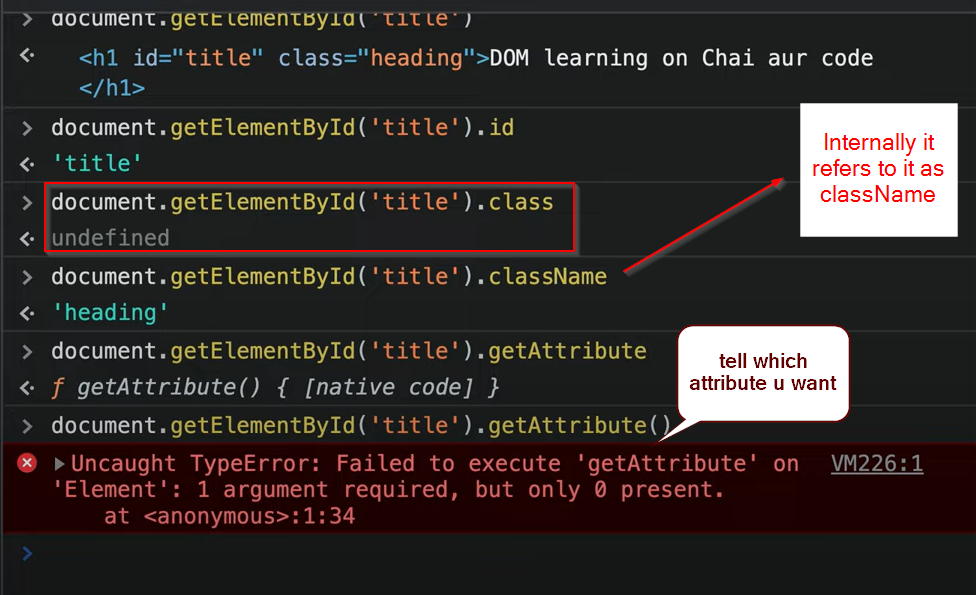 > document.getElementById('title')
<h1 id="title" class="heading">DOM learning on Chai aur code
</h1>
> document.getElementById('title').id
'title'
> document.getElementById('title').class
undefined
> document.getElementById('title').className
'heading'
> document.getElementById('title').getAttribute
ƒ getAttribute() { [native code] }
> document.getElementById('title').getAttribute()
Uncaught TypeError: Failed to execute 'getAttribute' on VM226:1
'Element': 1 argument required, but only 0 present.
at <anonymous>:1:34
>
Internally it
refers to it as
className
tell which
attribute u want